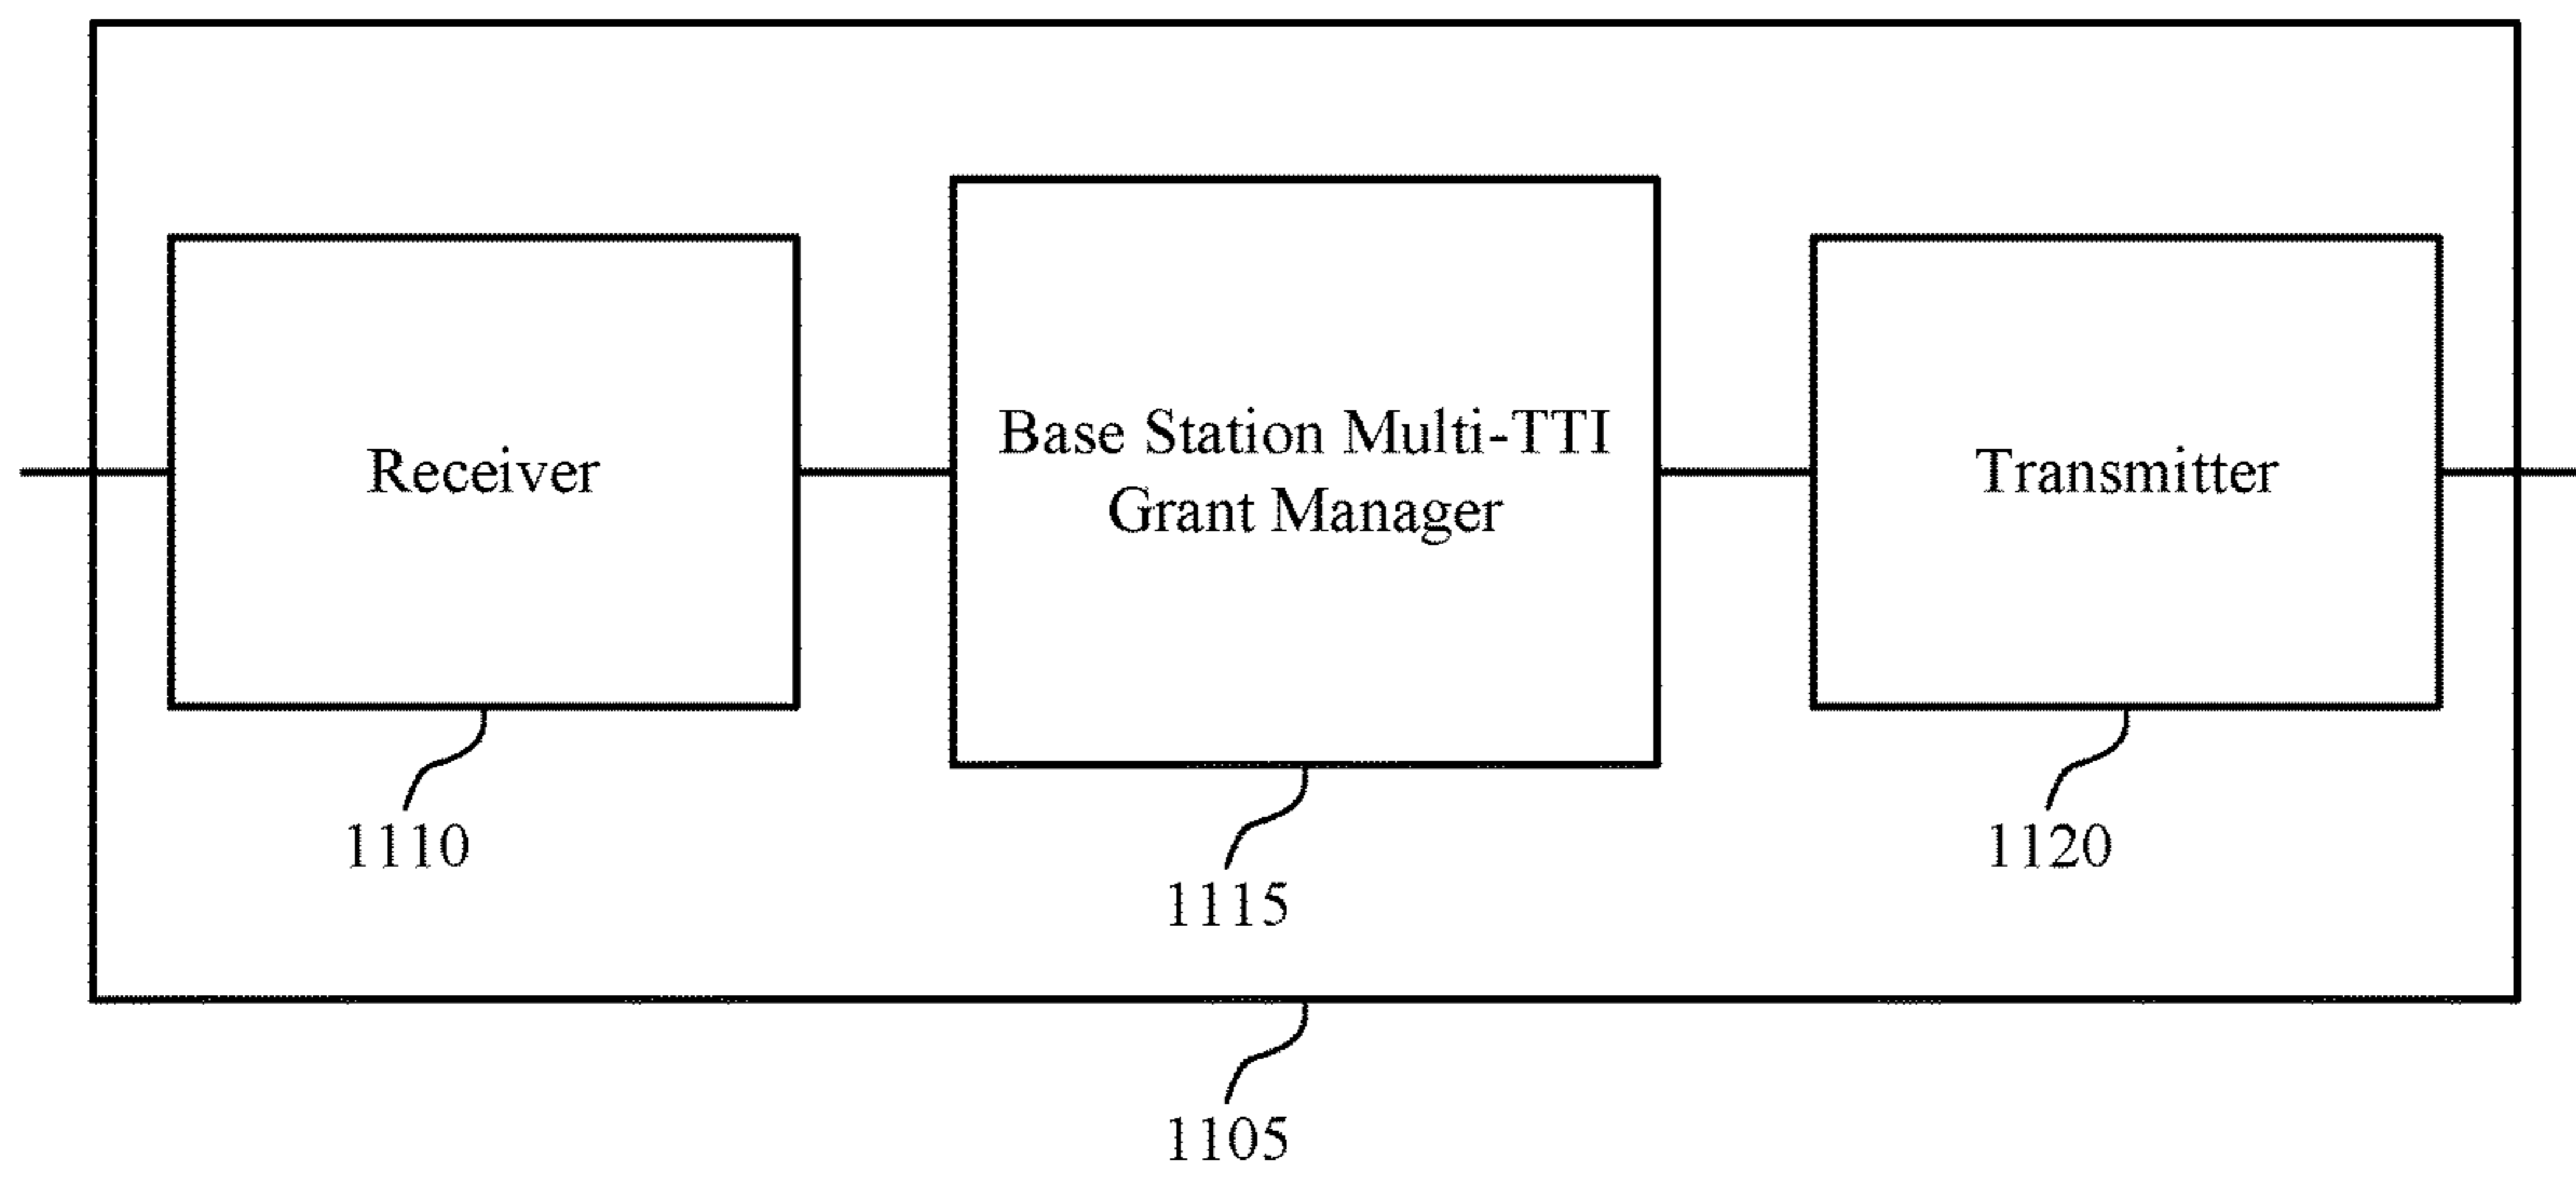 Receiver
Base Station Multi-TTI
Grant Manager
Transmitter
1110
1115
1120
1105